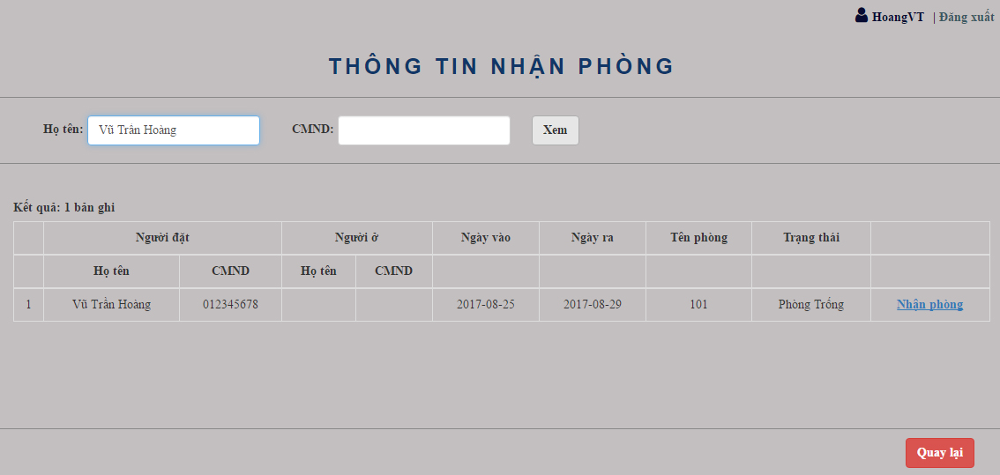 HoangVT | Đăng xuất
THÔNG TIN NHẬN PHÒNG
Họ tên: Vũ Trần Hoàng CMND: Xem
Kết quả: 1 bản ghi
Người đặt Người ở Ngày vào Ngày ra Tên phòng Trạng thái
Họ tên CMND Họ tên CMND
1 Vũ Trần Hoàng 012345678 2017-08-25 2017-08-29 101 Phòng Trống Nhận phòng
Quay lại